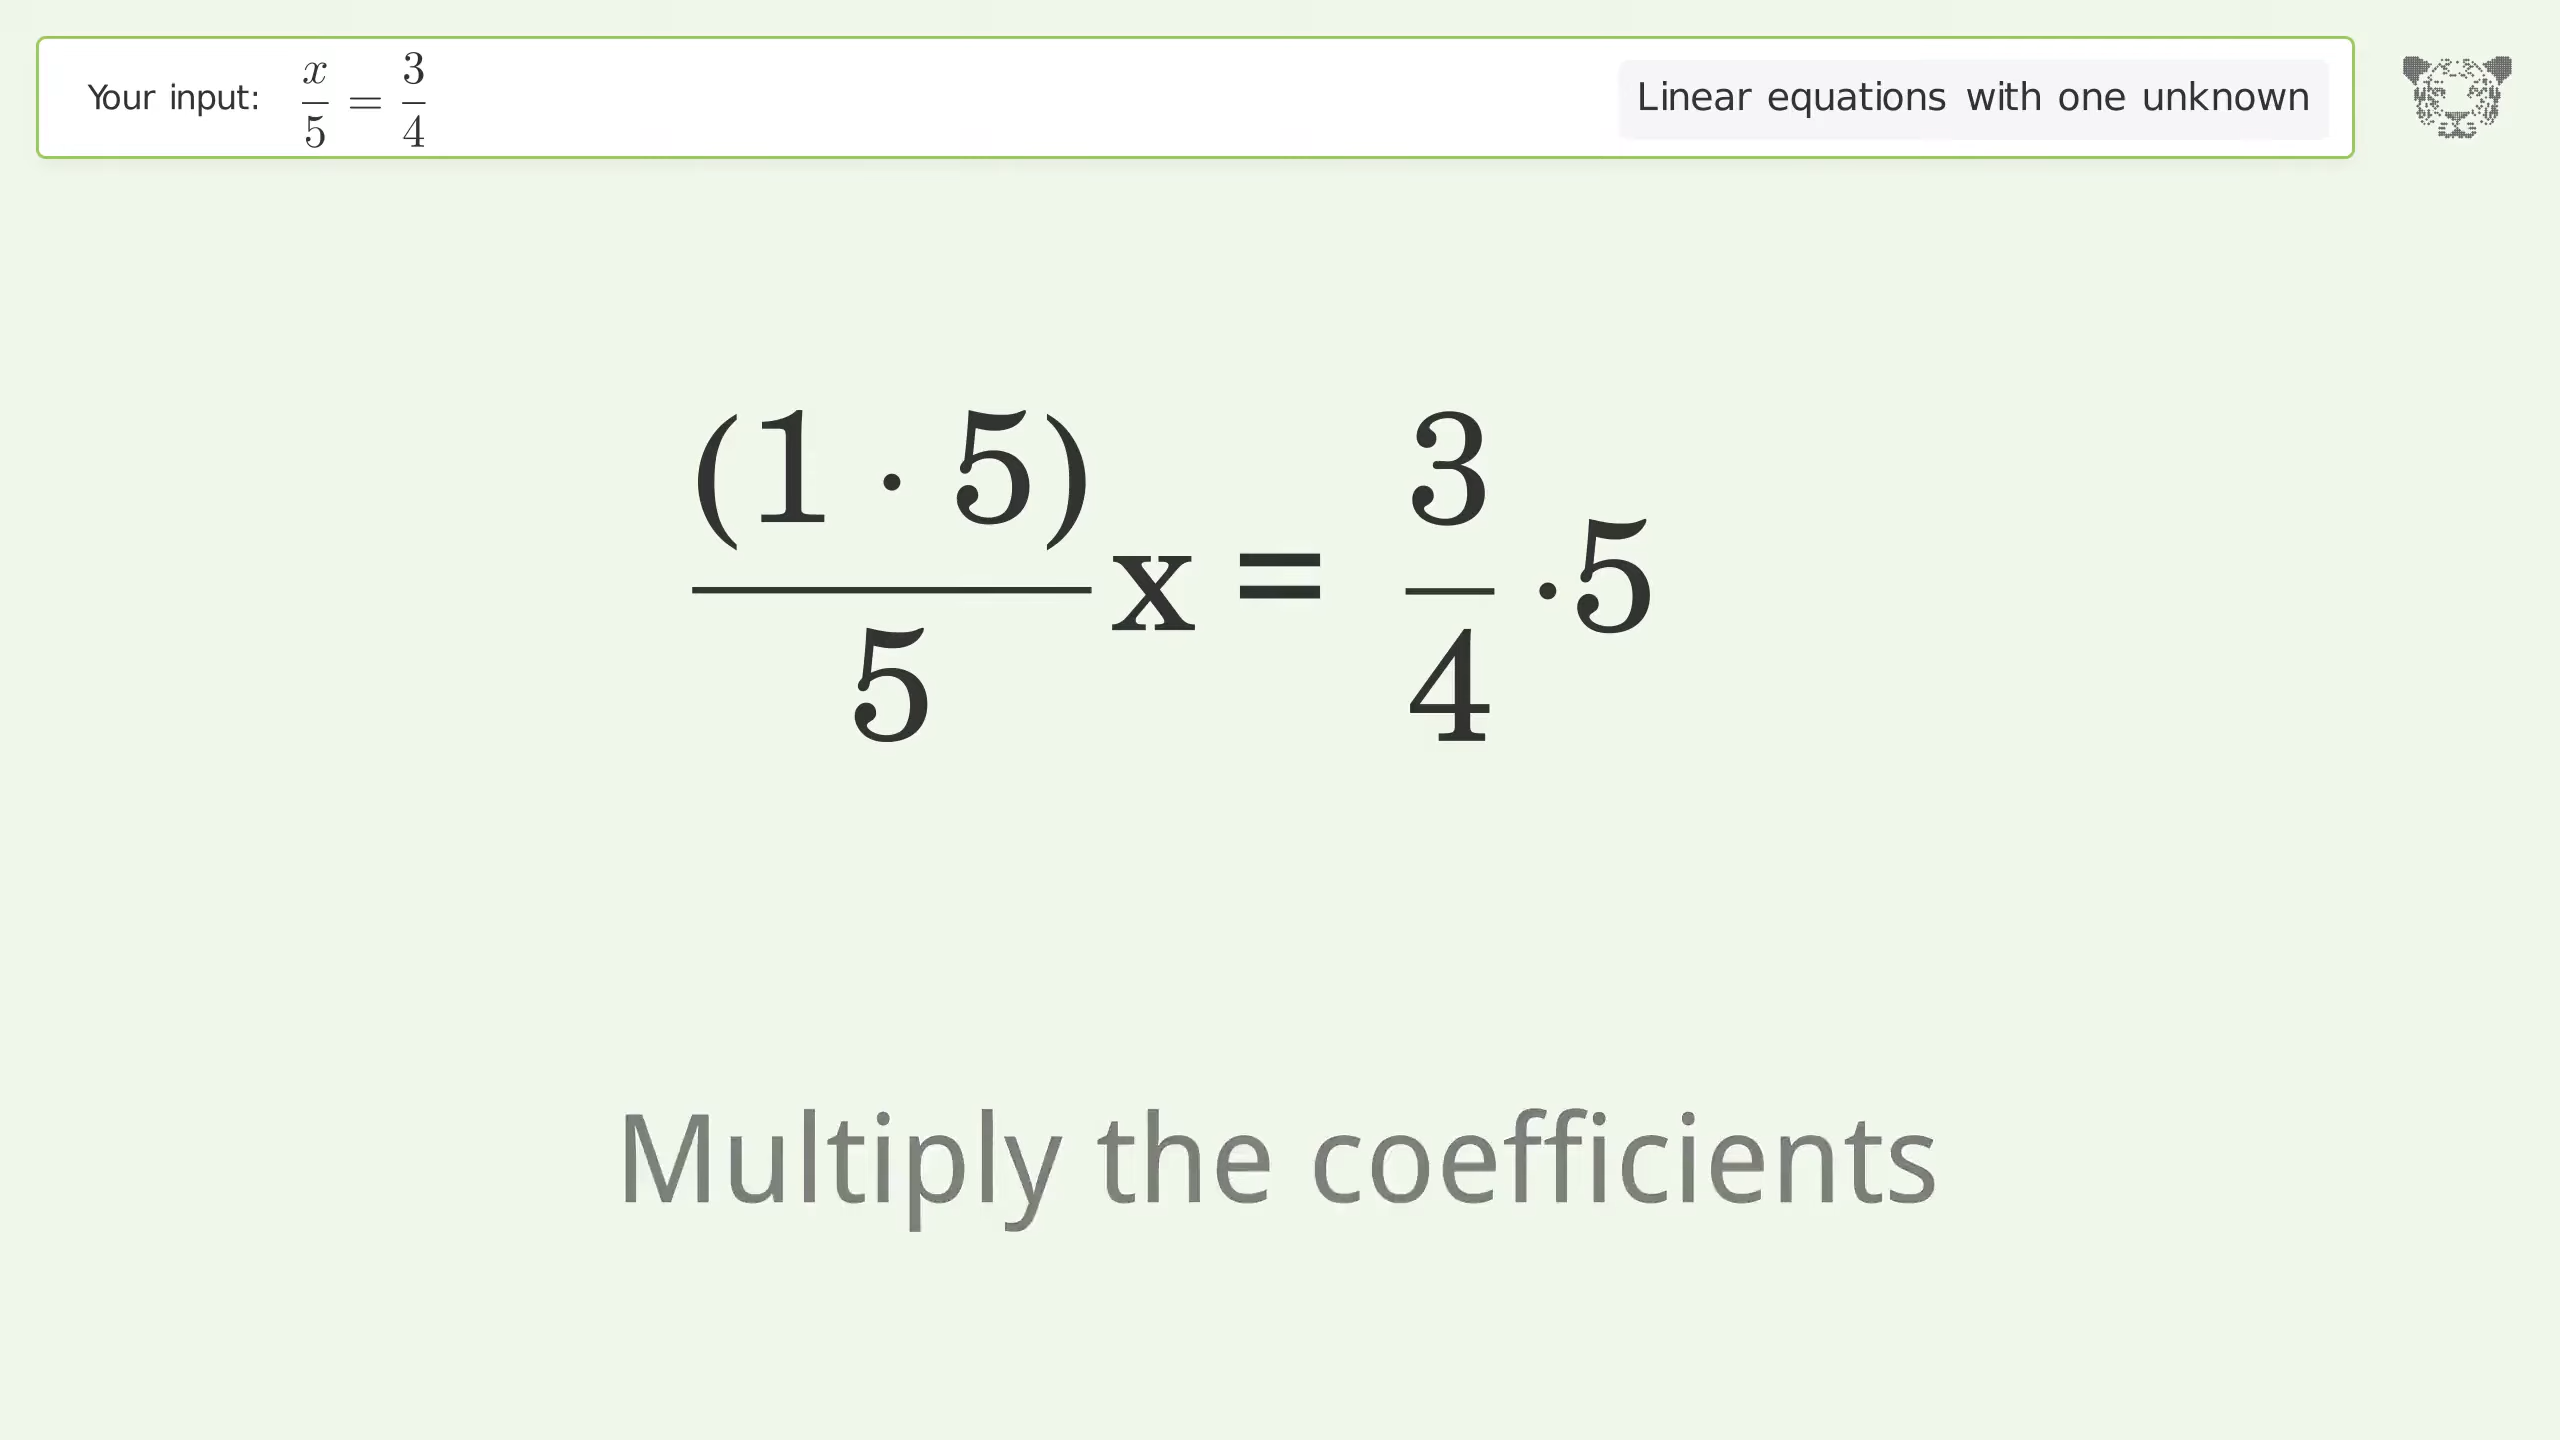 Your input: x/5 = 3/4
Linear equations with one unknown
(1 · 5)/5 x = 3/4 · 5
Multiply the coefficients